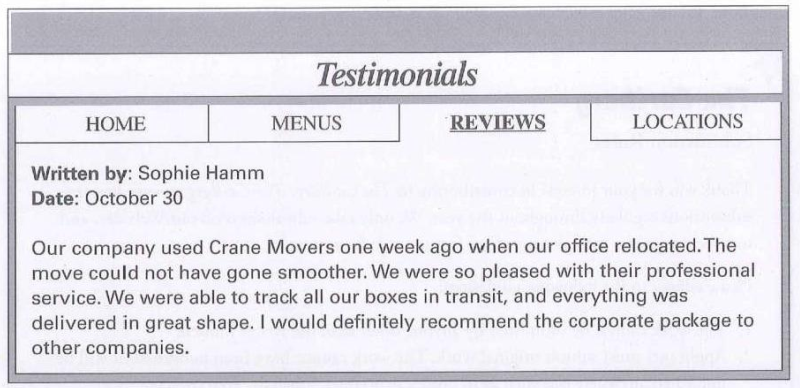 Testimonials
HOME MENUS REVIEWS LOCATIONS
Written by: Sophie Hamm
Date: October 30
Our company used Crane Movers one week ago when our office relocated. The
move could not have gone smoother. We were so pleased with their professional
service. We were able to track all our boxes in transit, and everything was
delivered in great shape. I would definitely recommend the corporate package to
other companies.